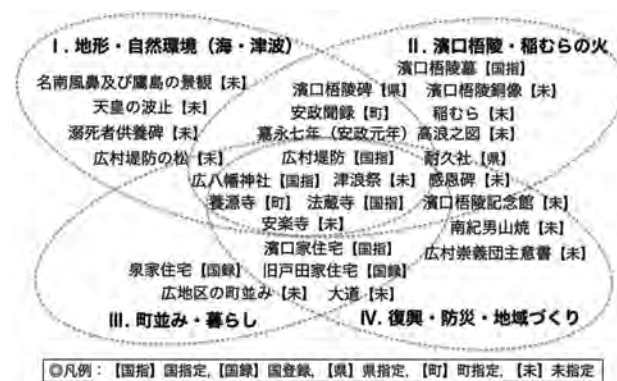 Ⅰ. 地形・自然環境（海・津波）
Ⅱ. 濱口梧陵・稲むらの火
濱口梧陵墓【国指】
名南風鼻及び鷹島の景観【未】
濱口梧陵碑【県】 濱口梧陵銅像【未】
天皇の波止【未】
安政聞録【町】 稲むら【未】
溺死者供養碑【未】
嘉永七年（安政元年）高浪之図【未】
広村堤防の松【未】 広村堤防【国指】 耐久社【県】
広八幡神社【国指】 津浪祭【未】 感恩碑【未】
養源寺【町】 法蔵寺【国指】 濱口梧陵記念館【未】
安楽寺【未】 南紀男山焼【未】
濱口家住宅【国指】 広村崇義団主意書【未】
泉家住宅【国録】 旧戸田家住宅【国録】
広地区の町並み【未】 大道【未】
Ⅲ. 町並み・暮らし
Ⅳ. 復興・防災・地域づくり
◎凡例：【国指】国指定,【国録】国登録,【県】県指定,【町】町指定,【未】未指定